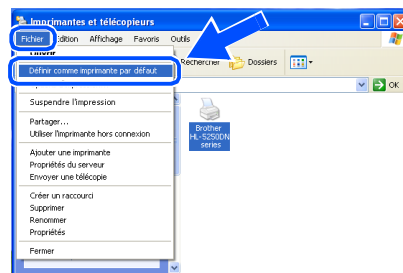 Imprimantes et télécopieurs
Fichier Edition Affichage Favoris Outils
Ouvrir
Rechercher Dossiers
Définir comme imprimante par défaut
OK
Suspendre l'impression
Partager...
Utiliser l'imprimante hors connexion
Brother
HL-5250DN
series
Ajouter une imprimante
Propriétés du serveur
Envoyer une télécopie
Créer un raccourci
Supprimer
Renommer
Propriétés
Fermer